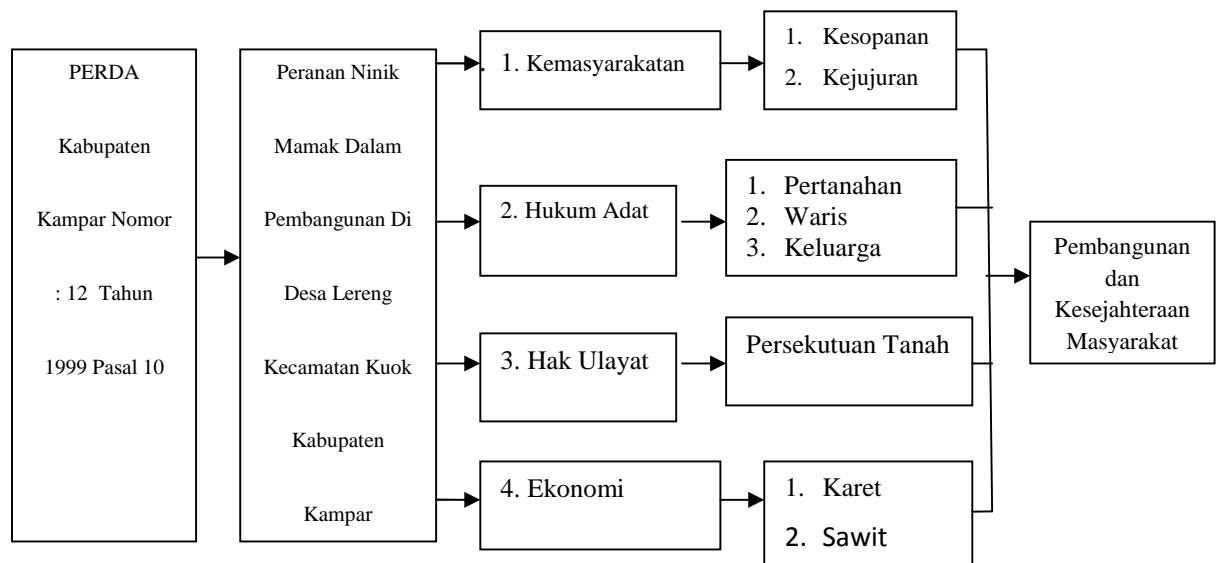 PERDA
Kabupaten
Kampar Nomor
: 12 Tahun
1999 Pasal 10
Peranan Ninik
Mamak Dalam
Pembangunan Di
Desa Lereng
Kecamatan Kuok
Kabupaten
Kampar
. 1. Kemasyarakatan
2. Hukum Adat
3. Hak Ulayat
4. Ekonomi
1. Kesopanan
2. Kejujuran
1. Pertanahan
2. Waris
3. Keluarga
Persekutuan Tanah
1. Karet
2. Sawit
Pembangunan
dan
Kesejahteraan
Masyarakat